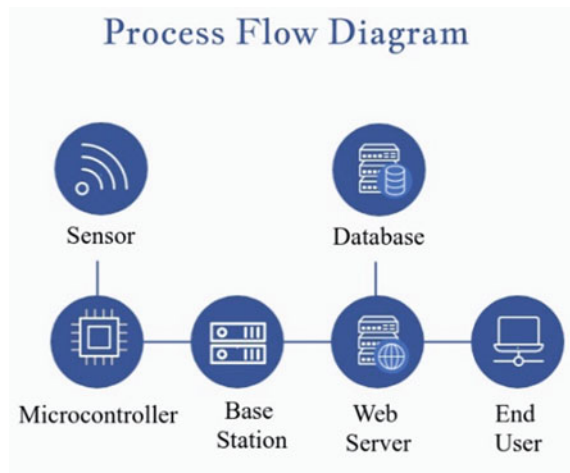 Process Flow Diagram
Sensor
Database
Microcontroller
Base
Station
Web
Server
End
User